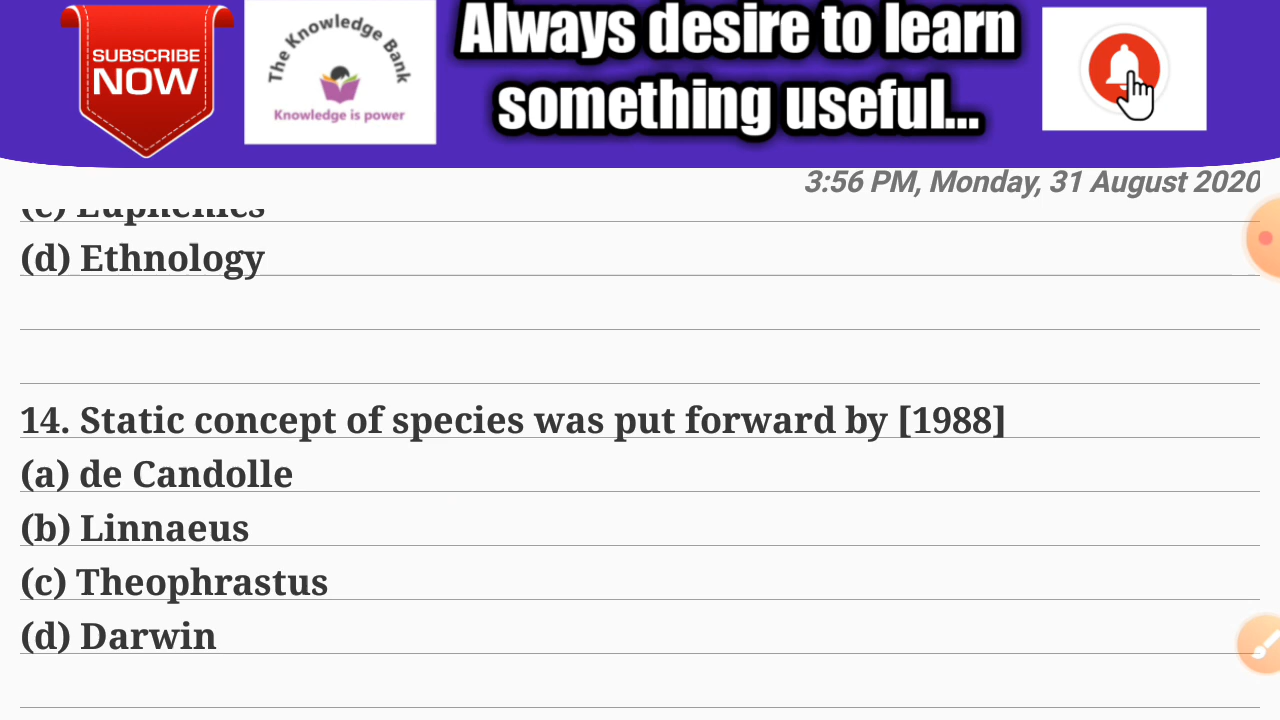 SUBSCRIBE
NOW
The Knowledge Bank
Knowledge is power
Always desire to learn
something useful...
3:56 PM, Monday, 31 August 2020
(d) Ethnology
14. Static concept of species was put forward by [1988]
(a) de Candolle
(b) Linnaeus
(c) Theophrastus
(d) Darwin